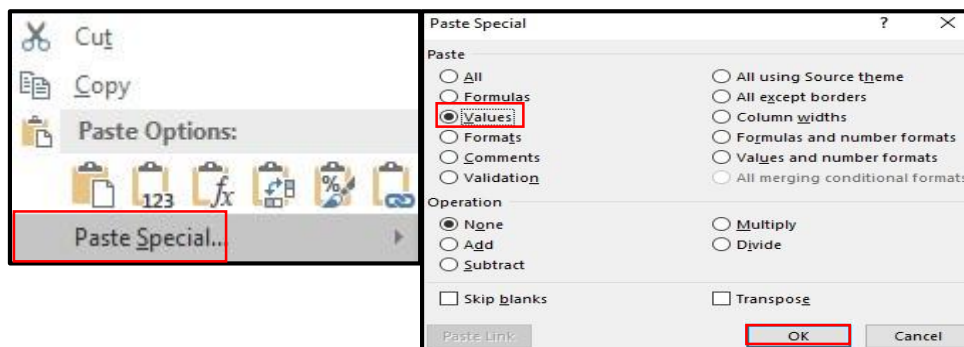 Cut
Copy
Paste Options:
123 fx %
Paste Special...
Paste Special ? ×
Paste
All
Formulas
Values
Formats
Comments
Validation
All using Source theme
All except borders
Column widths
Formulas and number formats
Values and number formats
All merging conditional formats
Operation
None
Add
Subtract
Multiply
Divide
Skip blanks
Transpose
Paste Link
OK
Cancel